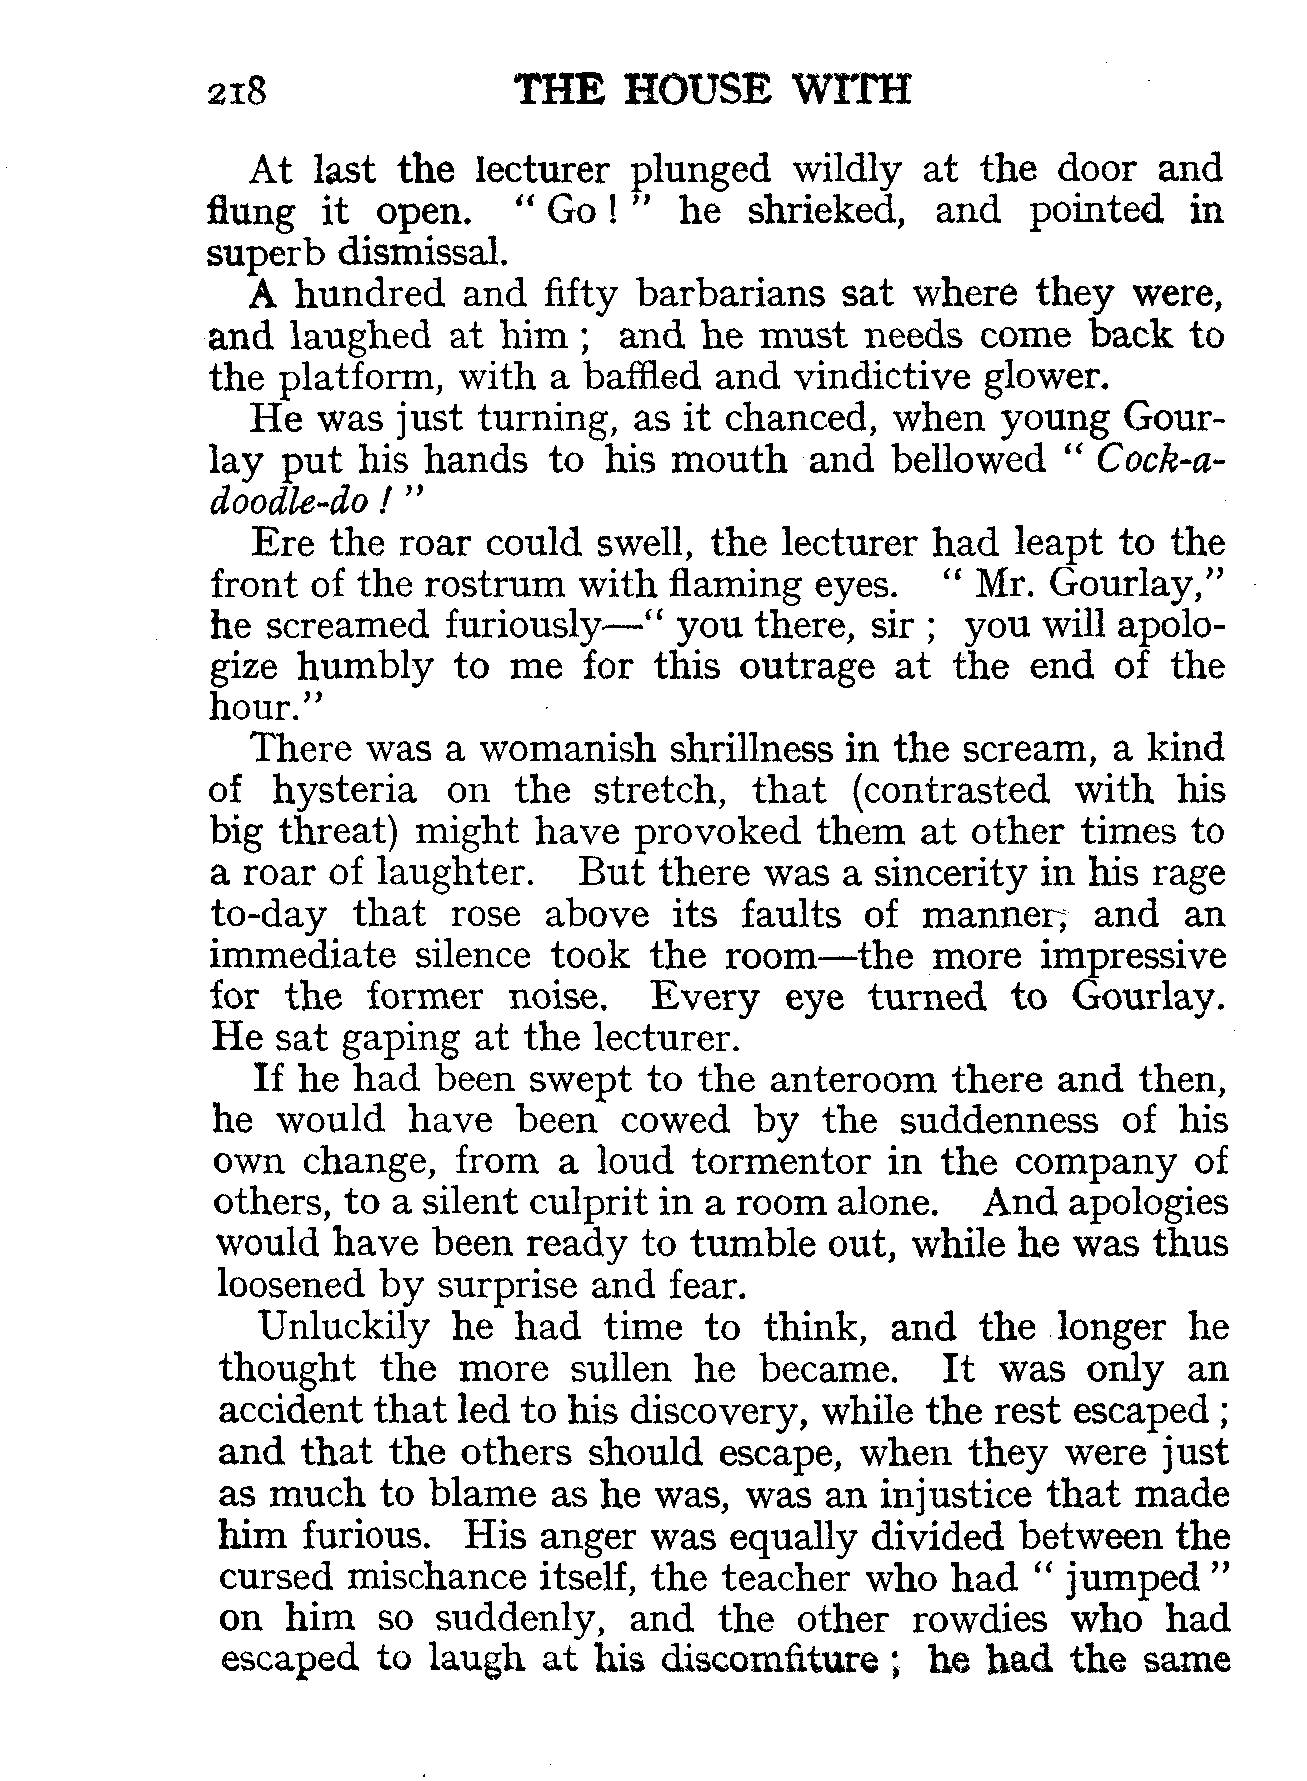 218 THE HOUSE WITH
At last the lecturer plunged wildly at the door and
flung it open. “ Go ! ” he shrieked, and pointed in
superb dismissal.
A hundred and fifty barbarians sat where they were,
and laughed at him ; and he must needs come back to
the platform, with a baffled and vindictive glower.
He was just turning, as it chanced, when young Gour-
lay put his hands to his mouth and bellowed “ Cock-a-
doodle-do ! ”
Ere the roar could swell, the lecturer had leapt to the
front of the rostrum with flaming eyes. “ Mr. Gourlay,”
he screamed furiously—“ you there, sir ; you will apolo-
gize humbly to me for this outrage at the end of the
hour.”
There was a womanish shrillness in the scream, a kind
of hysteria on the stretch, that (contrasted with his
big threat) might have provoked them at other times to
a roar of laughter. But there was a sincerity in his rage
to-day that rose above its faults of manner; and an
immediate silence took the room—the more impressive
for the former noise. Every eye turned to Gourlay.
He sat gaping at the lecturer.
If he had been swept to the anteroom there and then,
he would have been cowed by the suddenness of his
own change, from a loud tormentor in the company of
others, to a silent culprit in a room alone. And apologies
would have been ready to tumble out, while he was thus
loosened by surprise and fear.
Unluckily he had time to think, and the longer he
thought the more sullen he became. It was only an
accident that led to his discovery, while the rest escaped ;
and that the others should escape, when they were just
as much to blame as he was, was an injustice that made
him furious. His anger was equally divided between the
cursed mischance itself, the teacher who had “ jumped ”
on him so suddenly, and the other rowdies who had
escaped to laugh at his discomfiture ; he had the same